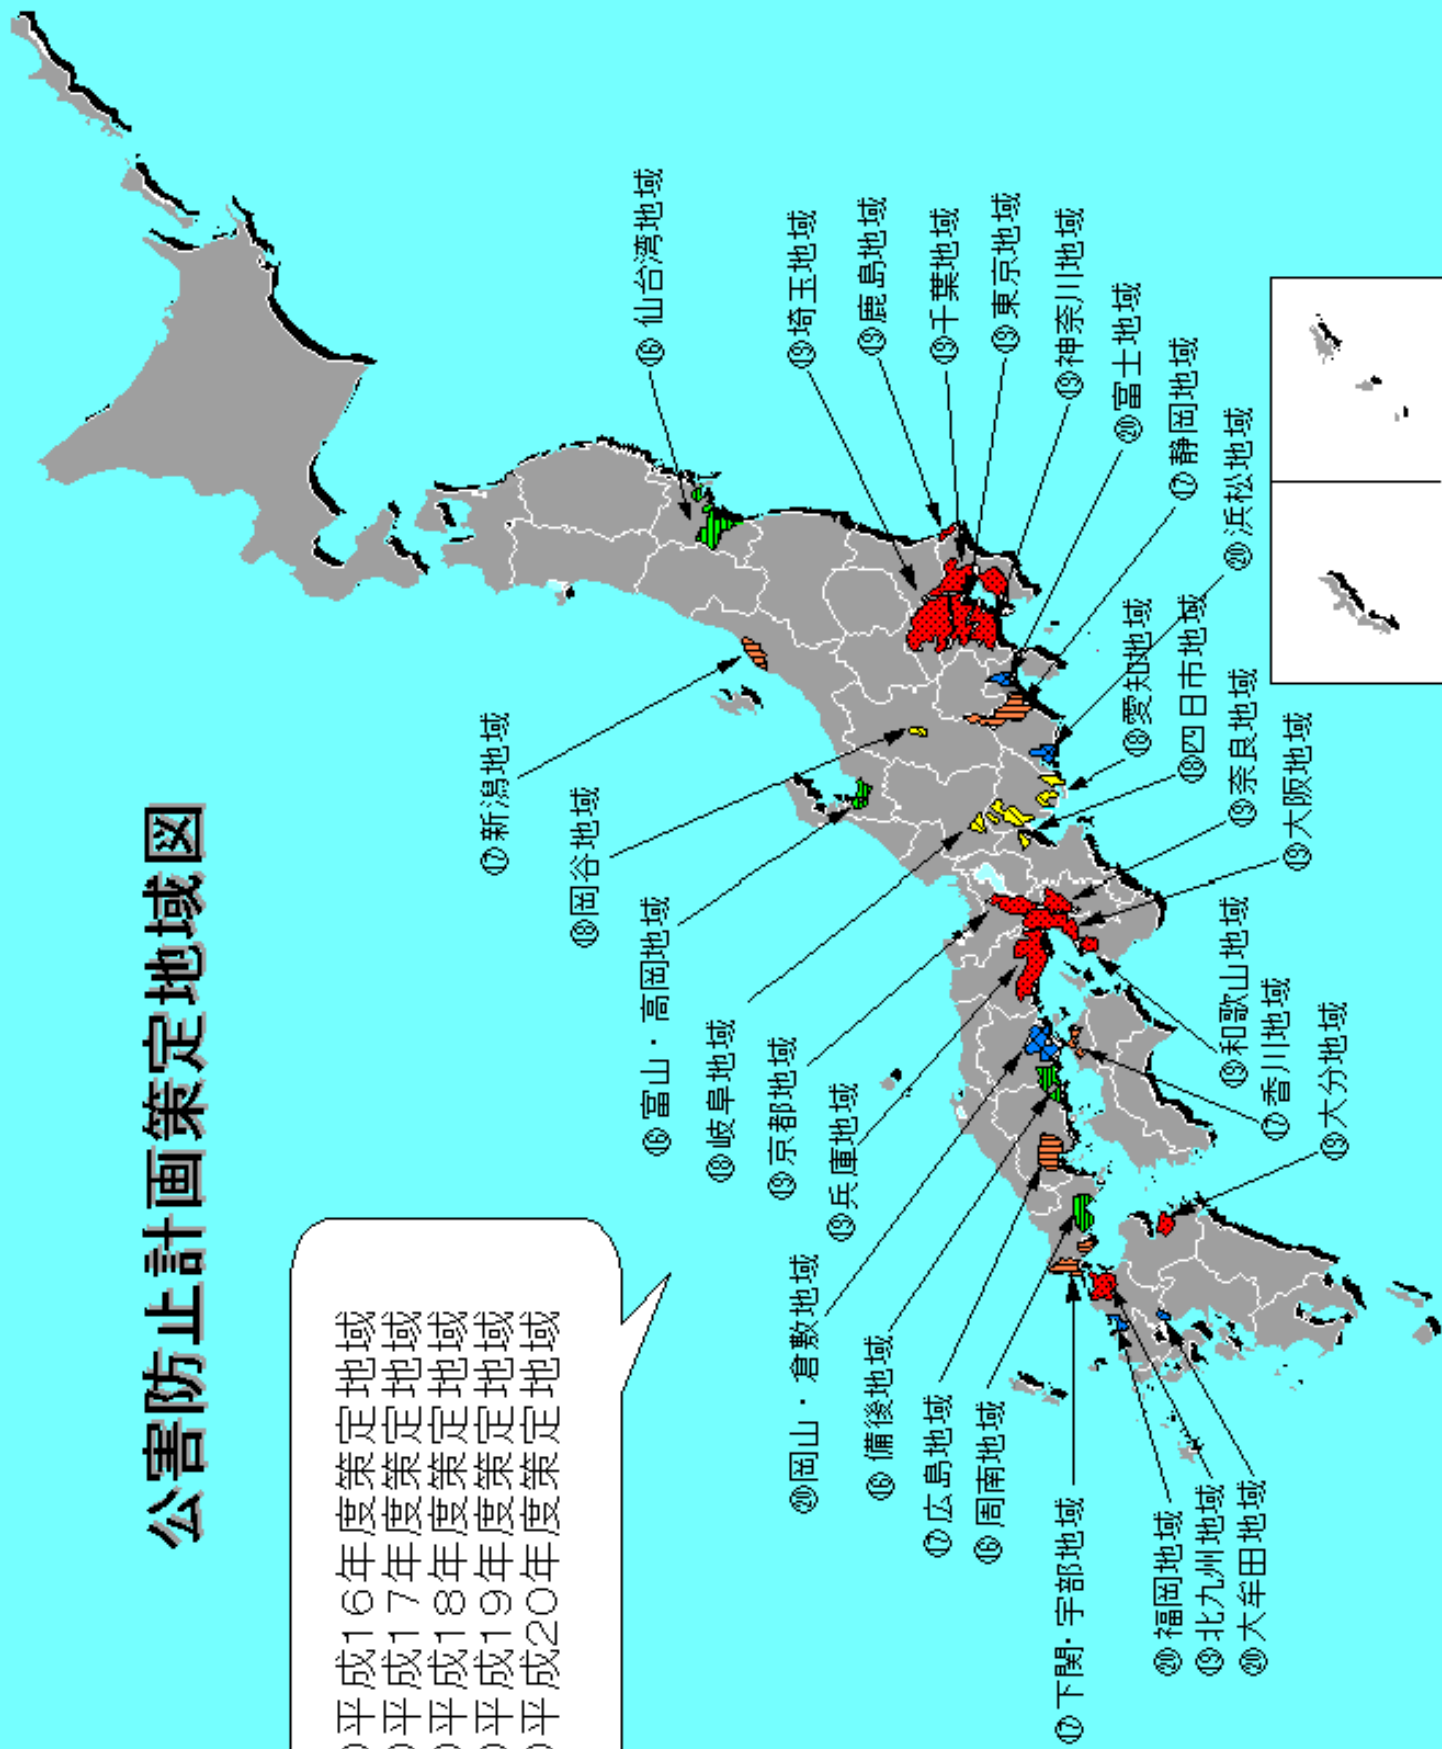 公害防止計画策定地域図
平成16年度策定地域
平成17年度策定地域
平成18年度策定地域
平成19年度策定地域
平成20年度策定地域
⑰新潟地域
⑱岡谷地域
⑯富山・高岡地域
⑱岐阜地域
⑲京都地域
⑲兵庫地域
⑳岡山・倉敷地域
⑯備後地域
⑰広島地域
⑯周南地域
⑰下関・宇部地域
⑳福岡地域
⑲北九州地域
⑳大牟田地域
⑯仙台湾地域
⑲埼玉地域
⑲鹿島地域
⑲千葉地域
⑲東京地域
⑲神奈川地域
⑳富士地域
⑰静岡地域
⑳浜松地域
⑱愛知地域
⑱四日市地域
⑲奈良地域
⑲大阪地域
⑲和歌山地域
⑰香川地域
⑲大分地域